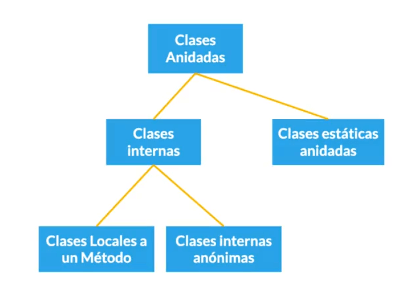 Clases
Anidadas
Clases
internas
Clases estáticas
anidadas
Clases Locales a
un Método
Clases internas
anónimas